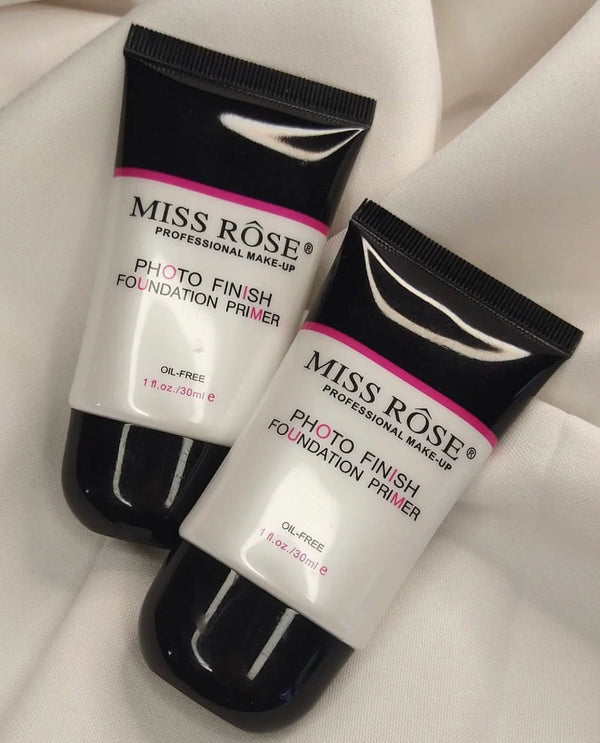 MISS RÔSE®
PROFESSIONAL MAKE-UP
PHOTO FINISH
FOUNDATION PRIMER
OIL-FREE
1 fl.oz./30ml e
MISS RÔSE®
PROFESSIONAL MAKE-UP
PHOTO FINISH
FOUNDATION PRIMER
OIL-FREE
1 fl.oz./30ml e